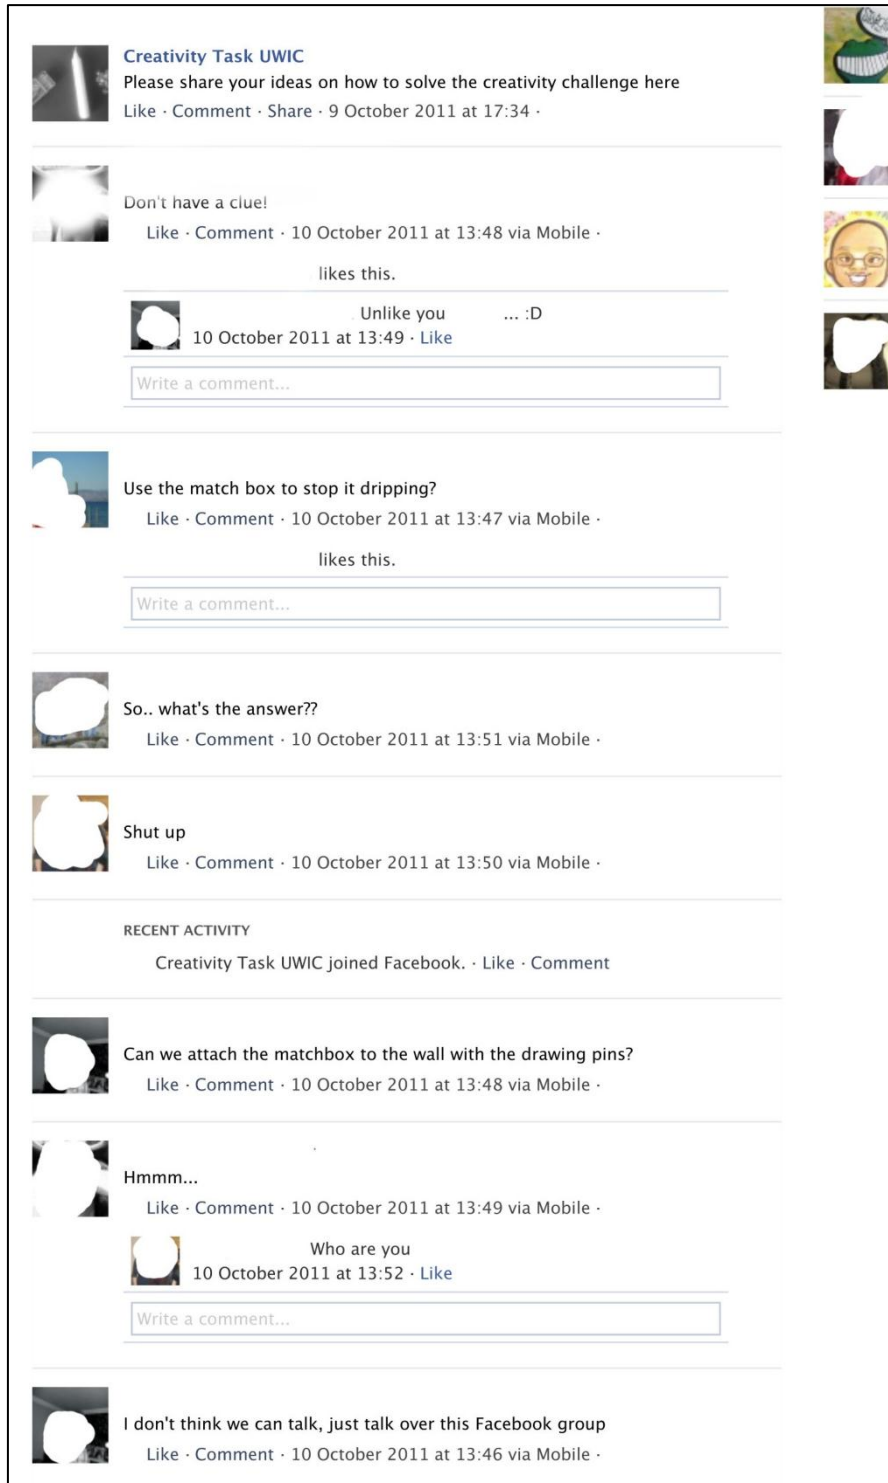 Creativity Task UWIC
Please share your ideas on how to solve the creativity challenge here
Like · Comment · Share · 9 October 2011 at 17:34 ·
Don't have a clue!
Like · Comment · 10 October 2011 at 13:48 via Mobile ·
likes this.
Unlike you ... :D
10 October 2011 at 13:49 · Like
Write a comment...
Use the match box to stop it dripping?
Like · Comment · 10 October 2011 at 13:47 via Mobile ·
likes this.
Write a comment...
So.. what's the answer??
Like · Comment · 10 October 2011 at 13:51 via Mobile ·
Shut up
Like · Comment · 10 October 2011 at 13:50 via Mobile ·
RECENT ACTIVITY
Creativity Task UWIC joined Facebook. · Like · Comment
Can we attach the matchbox to the wall with the drawing pins?
Like · Comment · 10 October 2011 at 13:48 via Mobile ·
Hmmm...
Like · Comment · 10 October 2011 at 13:49 via Mobile ·
Who are you
10 October 2011 at 13:52 · Like
Write a comment...
I don't think we can talk, just talk over this Facebook group
Like · Comment · 10 October 2011 at 13:46 via Mobile ·